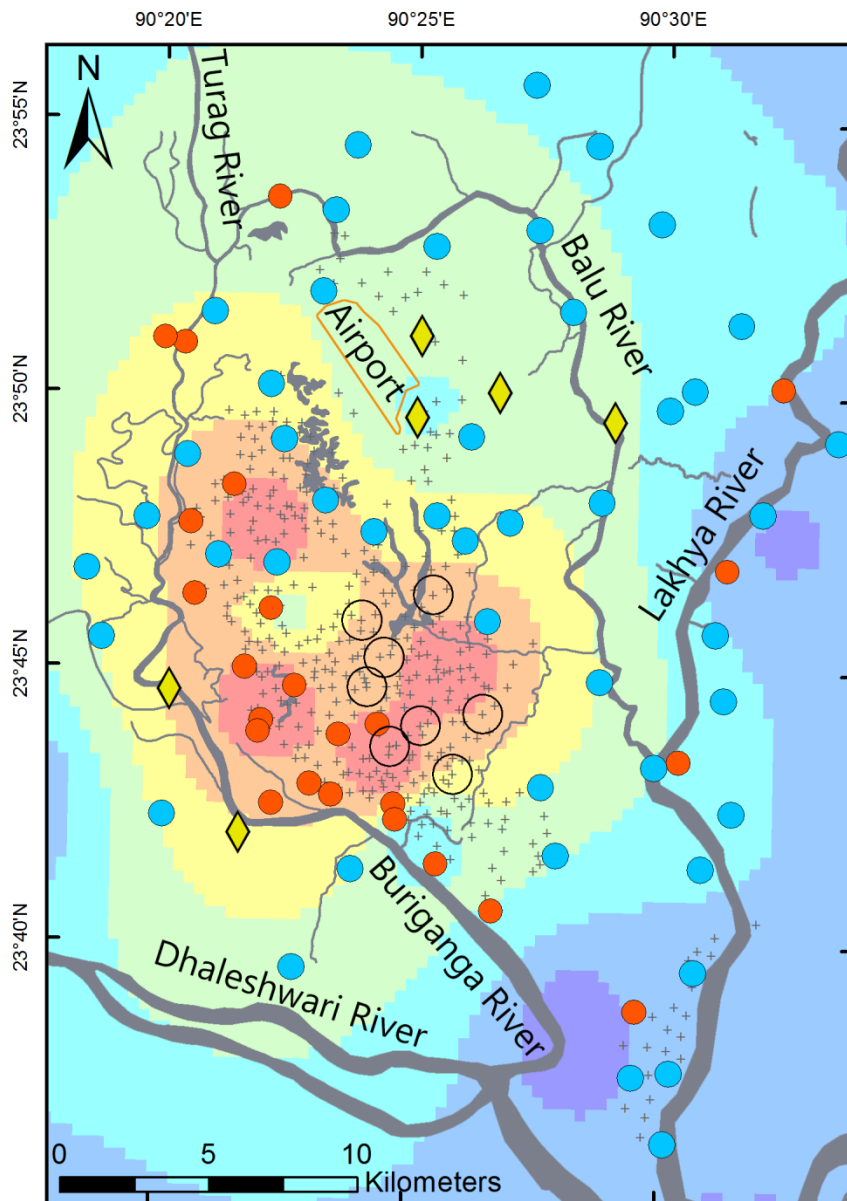 90°20'E
90°25'E
90°30'E
N
23°55'N
23°50'N
23°45'N
23°40'N
Turag River
Balu River
Airport
Lakhya River
Buriganga River
Dhaleshwari River
0
5
10
Kilometers